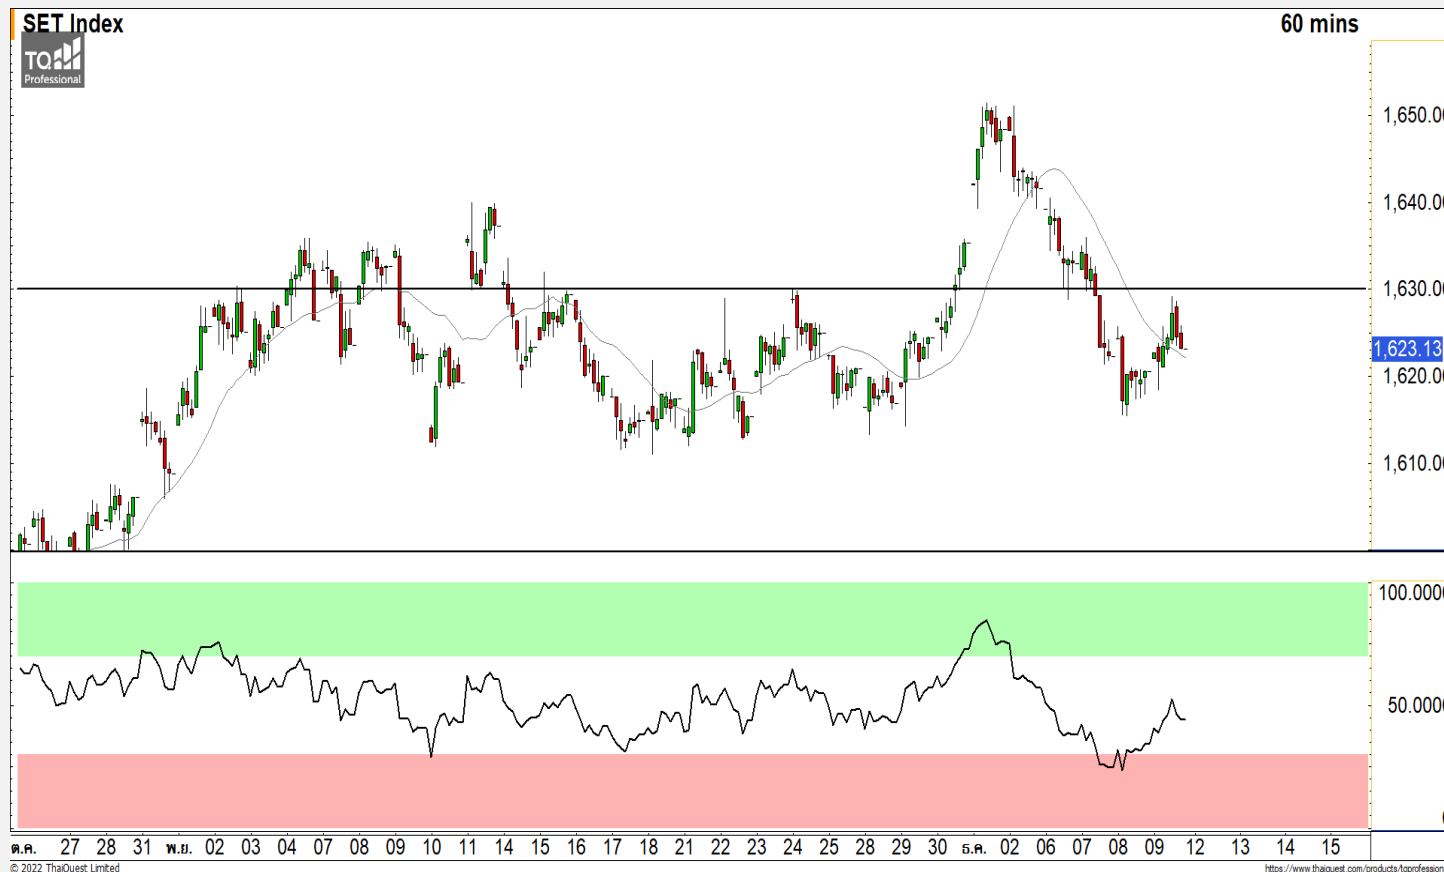 SET Index
60 mins
TQ
Professional
1,650.00
1,640.00
1,630.00
1,623.13
1,620.00
1,610.00
100.0000
50.0000
ต.ค. 27 28 31 พ.ย. 02 03 04 07 08 09 10 11 14 15 16 17 18 21 22 23 24 25 28 29 30 ธ.ค. 02 06 07 08 09 12 13 14 15
© 2022 ThaiQuest Limited
https://www.thaiquest.com/products/tqprofession